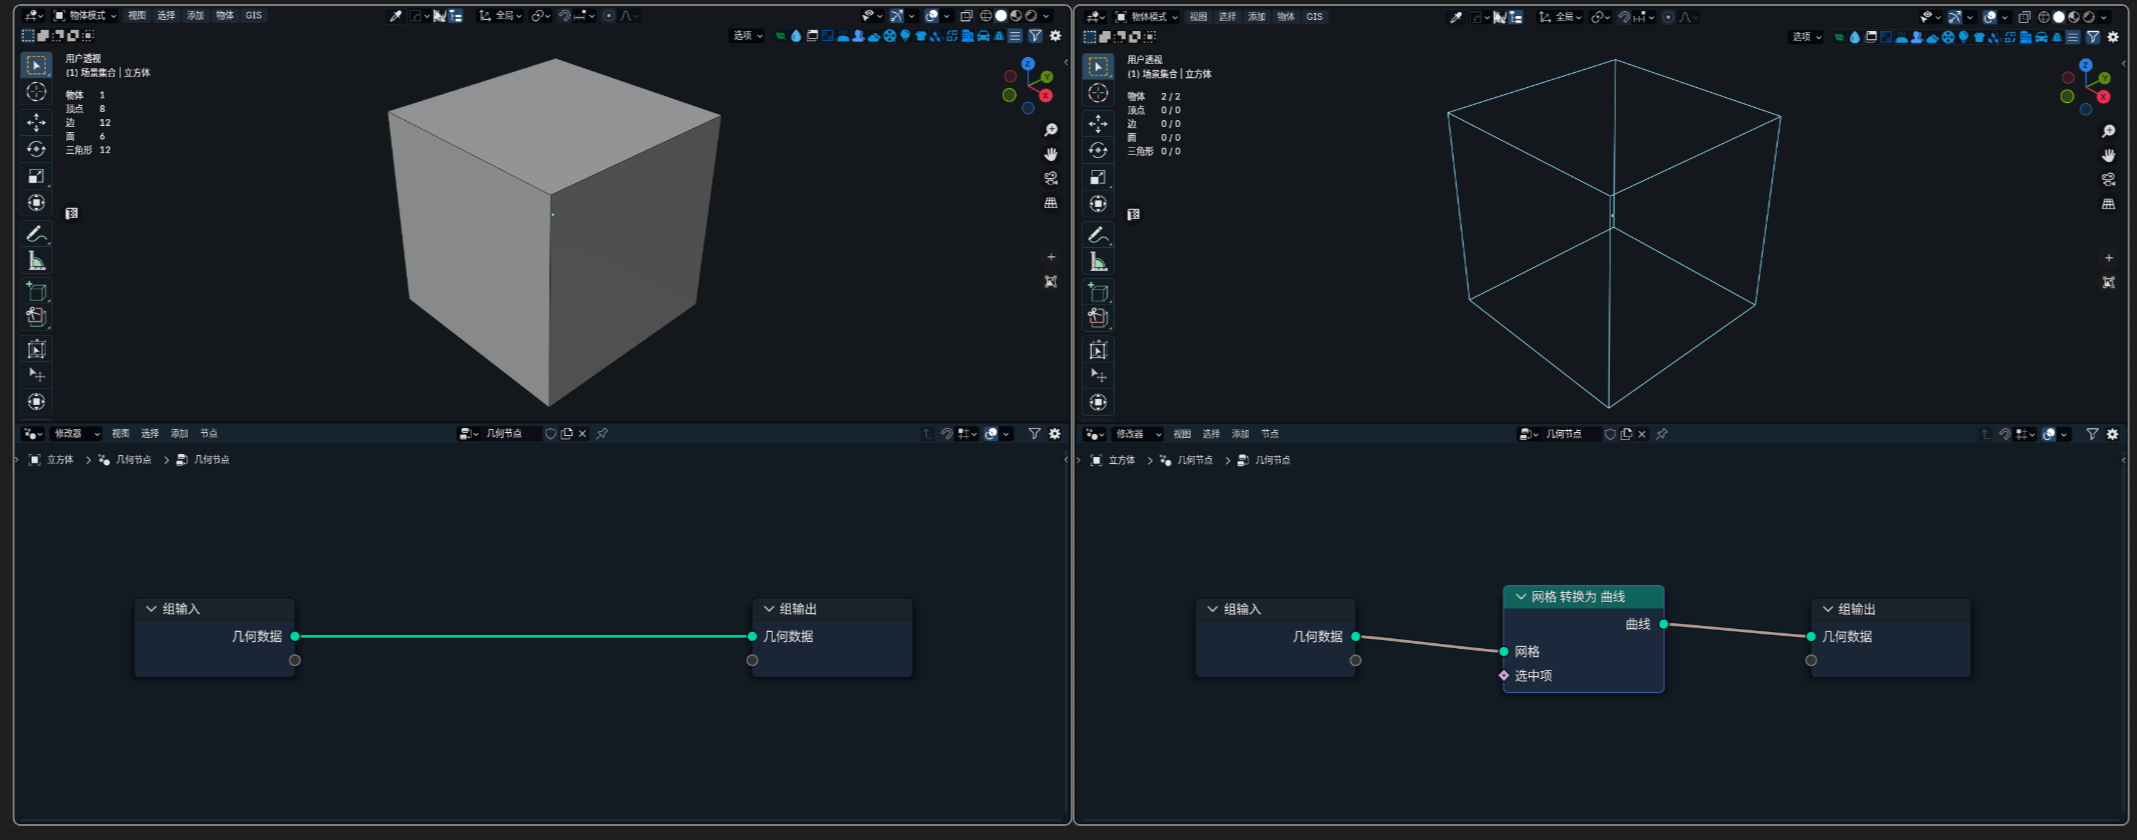 物体模式 视图 选择 添加 物体 GIS 全局
选项
用户透视
(1) 场景集合 | 立方体
物体 1
顶点 8
边 12
面 6
三角形 12
Z
Y
X
修改器 视图 选择 添加 节点 几何节点
立方体 几何节点 几何节点
组输入
几何数据
组输出
几何数据
物体模式 视图 选择 添加 物体 GIS 全局
选项
用户透视
(1) 场景集合 | 立方体
物体 2 / 2
顶点 0 / 0
边 0 / 0
面 0 / 0
三角形 0 / 0
Z
Y
X
修改器 视图 选择 添加 节点 几何节点
立方体 几何节点 几何节点
组输入
几何数据
网格 转换为 曲线
曲线
网格
选中项
组输出
几何数据